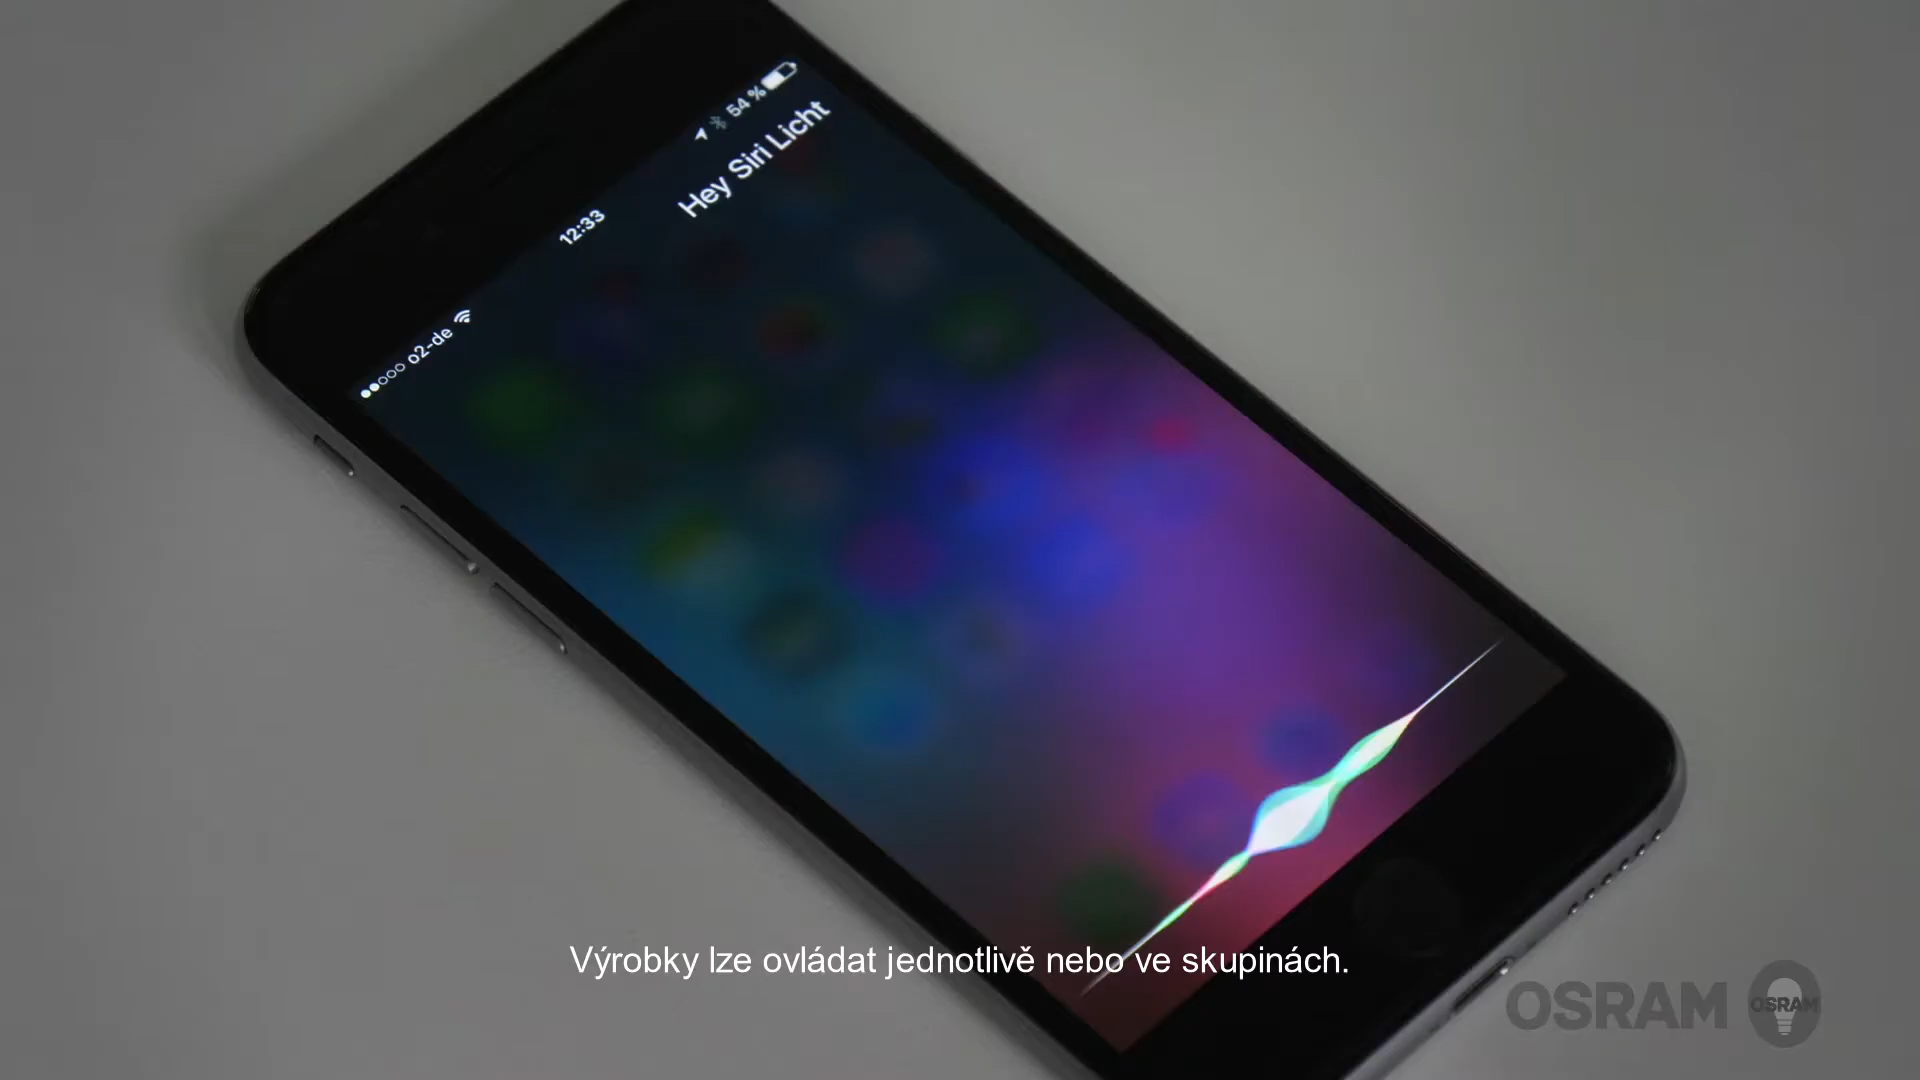 54 %
Hey Siri Licht
12:33
o2-de
Výrobky lze ovládat jednotlivě nebo ve skupinách.
OSRAM OSRAM